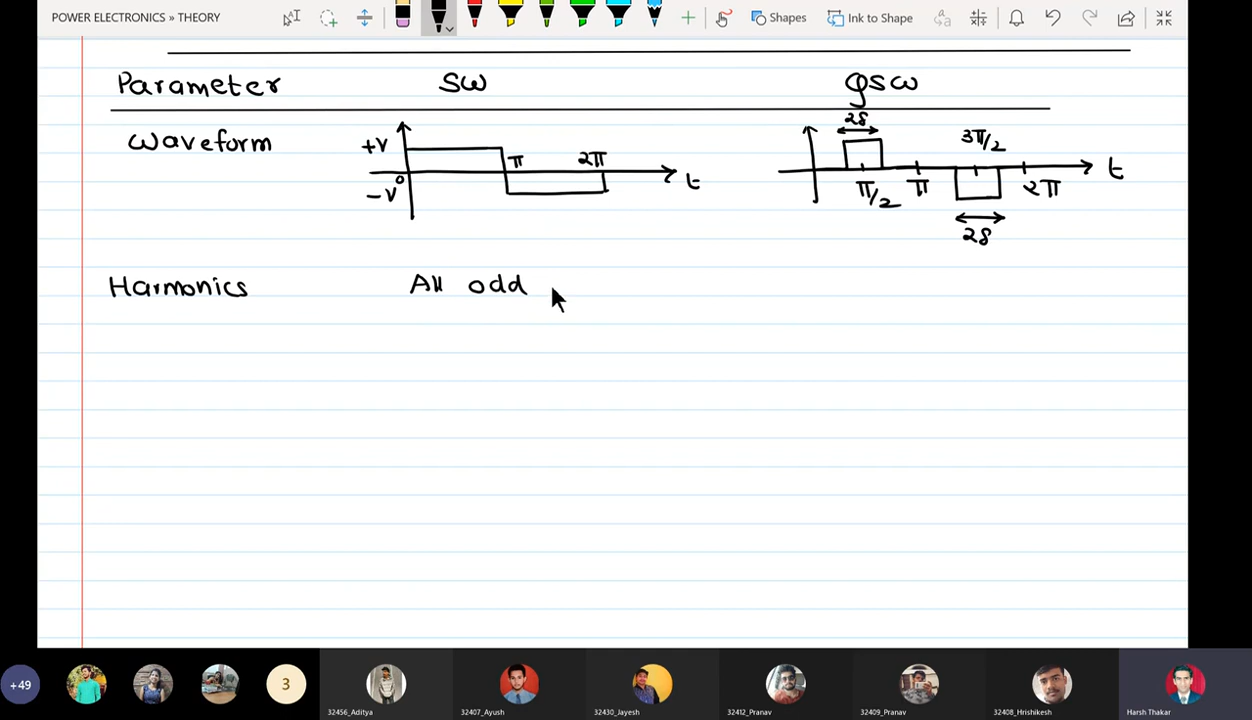 POWER ELECTRONICS » THEORY
Shapes
Ink to Shape
Parameter SW QSW
Waveform +V 0 -V π 2π t 2δ π/2 π 3π/2 2π t 2δ
Harmonics All odd
+49
3
32456_Aditya
32407_Ayush
32430_Jayesh
32412_Pranav
32409_Pranav
32408_Hrishikesh
Harsh Thakar